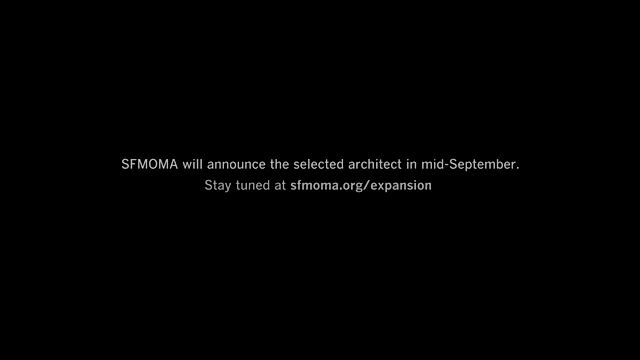 SFMOMA will announce the selected architect in mid-September.
Stay tuned at sfmoma.org/expansion